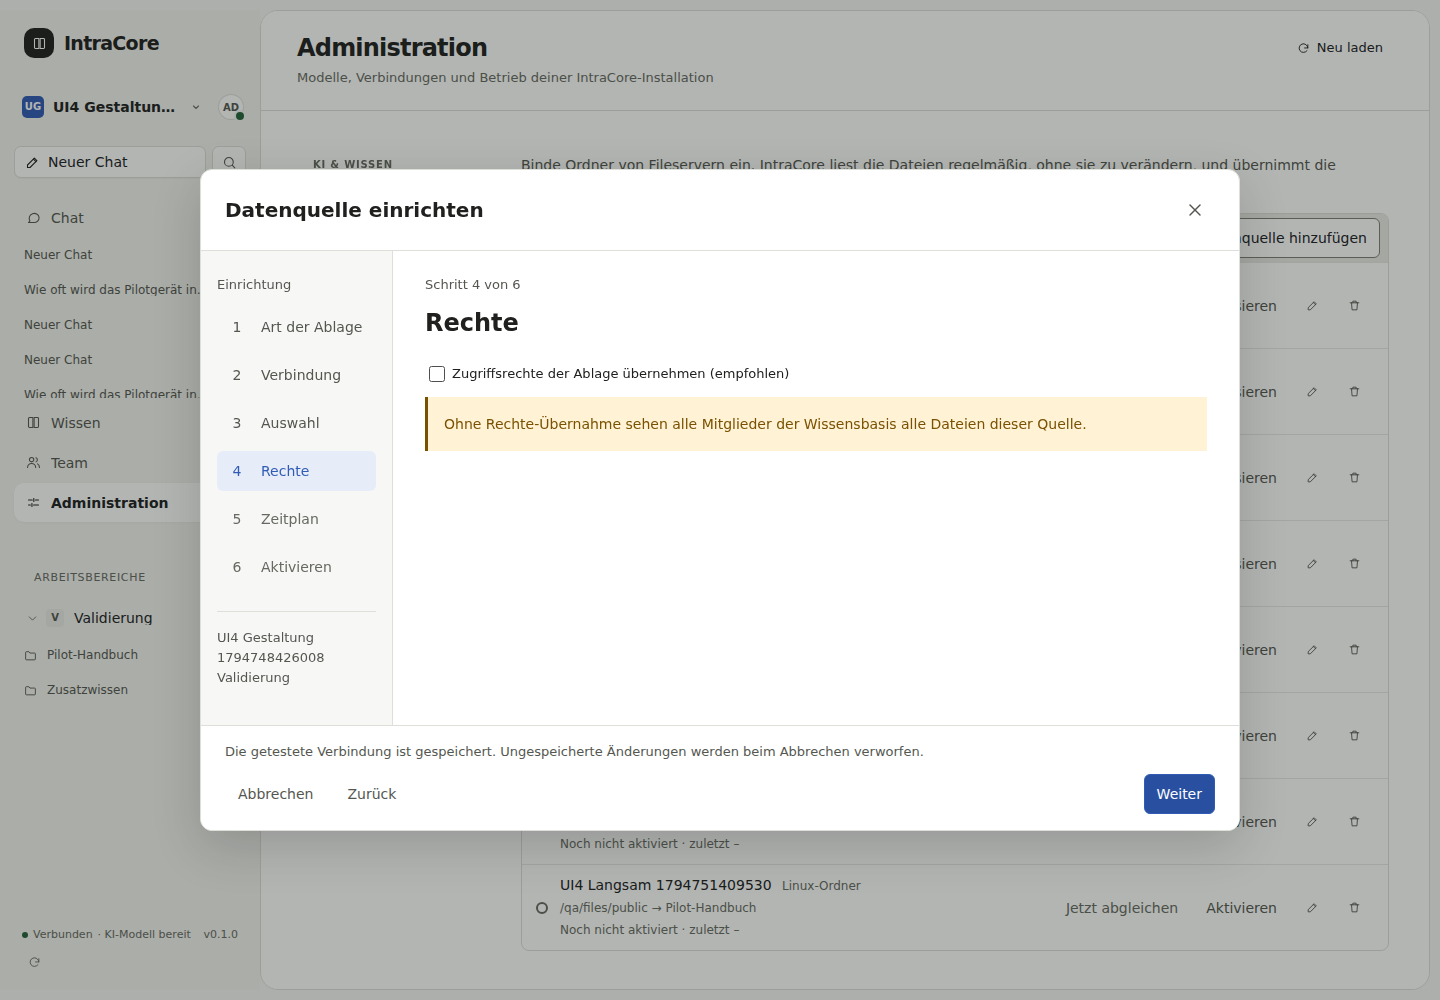 IntraCore
UG UI4 Gestaltun... AD
Neuer Chat
Chat
Neuer Chat
Wie oft wird das Pilotgerät in.
Neuer Chat
Neuer Chat
Wie oft wird das Pilotgerät in.
Wissen
Team
Administration
ARBEITSBEREICHE
V Validierung
Pilot-Handbuch
Zusatzwissen
Verbunden · KI-Modell bereit v0.1.0
Administration
Neu laden
Modelle, Verbindungen und Betrieb deiner IntraCore-Installation
KI & WISSEN
Binde Ordner von Fileservern ein. IntraCore liest die Dateien regelmäßig, ohne sie zu verändern, und übernimmt die
hinzufügen
Datenquelle einrichten
Einrichtung
1 Art der Ablage
2 Verbindung
3 Auswahl
4 Rechte
5 Zeitplan
6 Aktivieren
UI4 Gestaltung
1794748426008
Validierung
Schritt 4 von 6
Rechte
Zugriffsrechte der Ablage übernehmen (empfohlen)
Ohne Rechte-Übernahme sehen alle Mitglieder der Wissensbasis alle Dateien dieser Quelle.
Die getestete Verbindung ist gespeichert. Ungespeicherte Änderungen werden beim Abbrechen verworfen.
Abbrechen Zurück Weiter
Noch nicht aktiviert · zuletzt –
UI4 Langsam 1794751409530 Linux-Ordner
/qa/files/public → Pilot-Handbuch
Jetzt abgleichen Aktivieren
Noch nicht aktiviert · zuletzt –